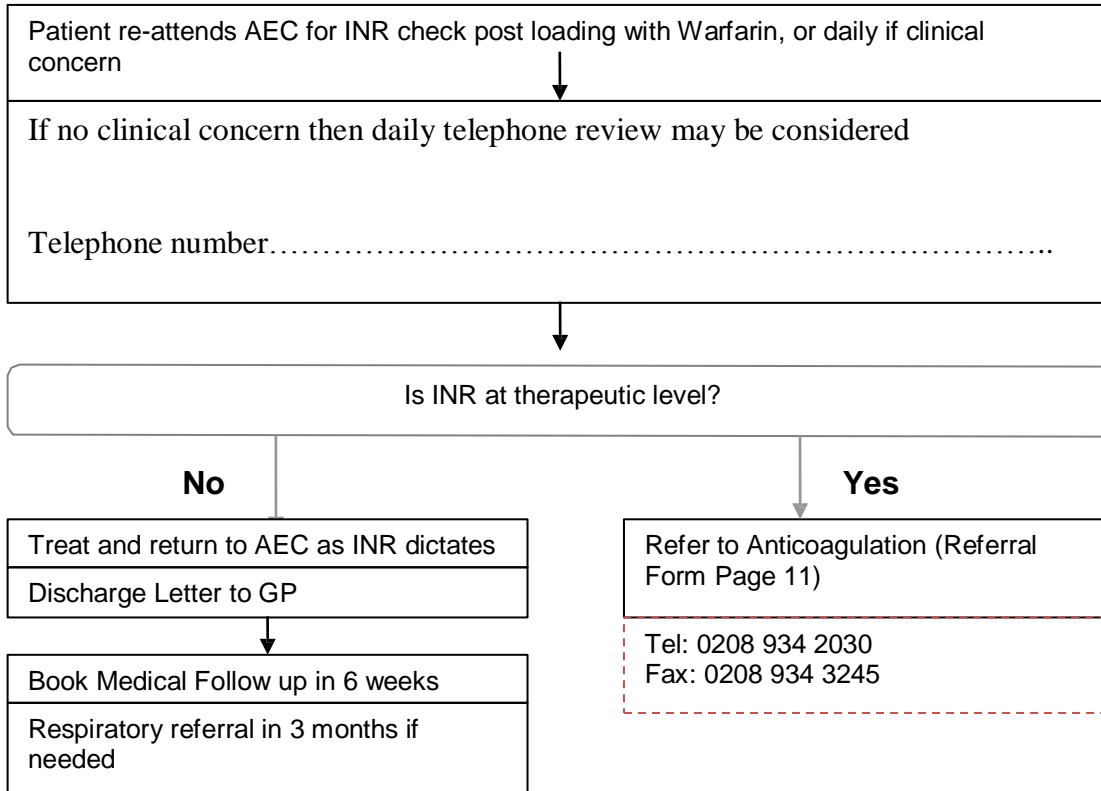 Patient re-attends AEC for INR check post loading with Warfarin, or daily if clinical
concern
If no clinical concern then daily telephone review may be considered
Telephone number…………………………………………………………………………..
Is INR at therapeutic level?
No
Yes
Treat and return to AEC as INR dictates
Discharge Letter to GP
Book Medical Follow up in 6 weeks
Respiratory referral in 3 months if
needed
Refer to Anticoagulation (Referral
Form Page 11)
Tel: 0208 934 2030
Fax: 0208 934 3245